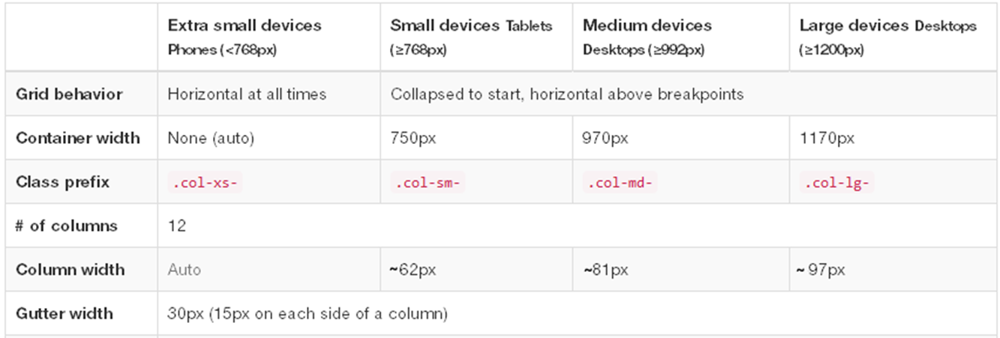 Extra small devices Small devices Tablets Medium devices Large devices Desktops
Phones (<768px) (≥768px) Desktops (≥992px) (≥1200px)
Grid behavior Horizontal at all times Collapsed to start, horizontal above breakpoints
Container width None (auto) 750px 970px 1170px
Class prefix .col-xs- .col-sm- .col-md- .col-lg-
# of columns 12
Column width Auto ~62px ~81px ~ 97px
Gutter width 30px (15px on each side of a column)